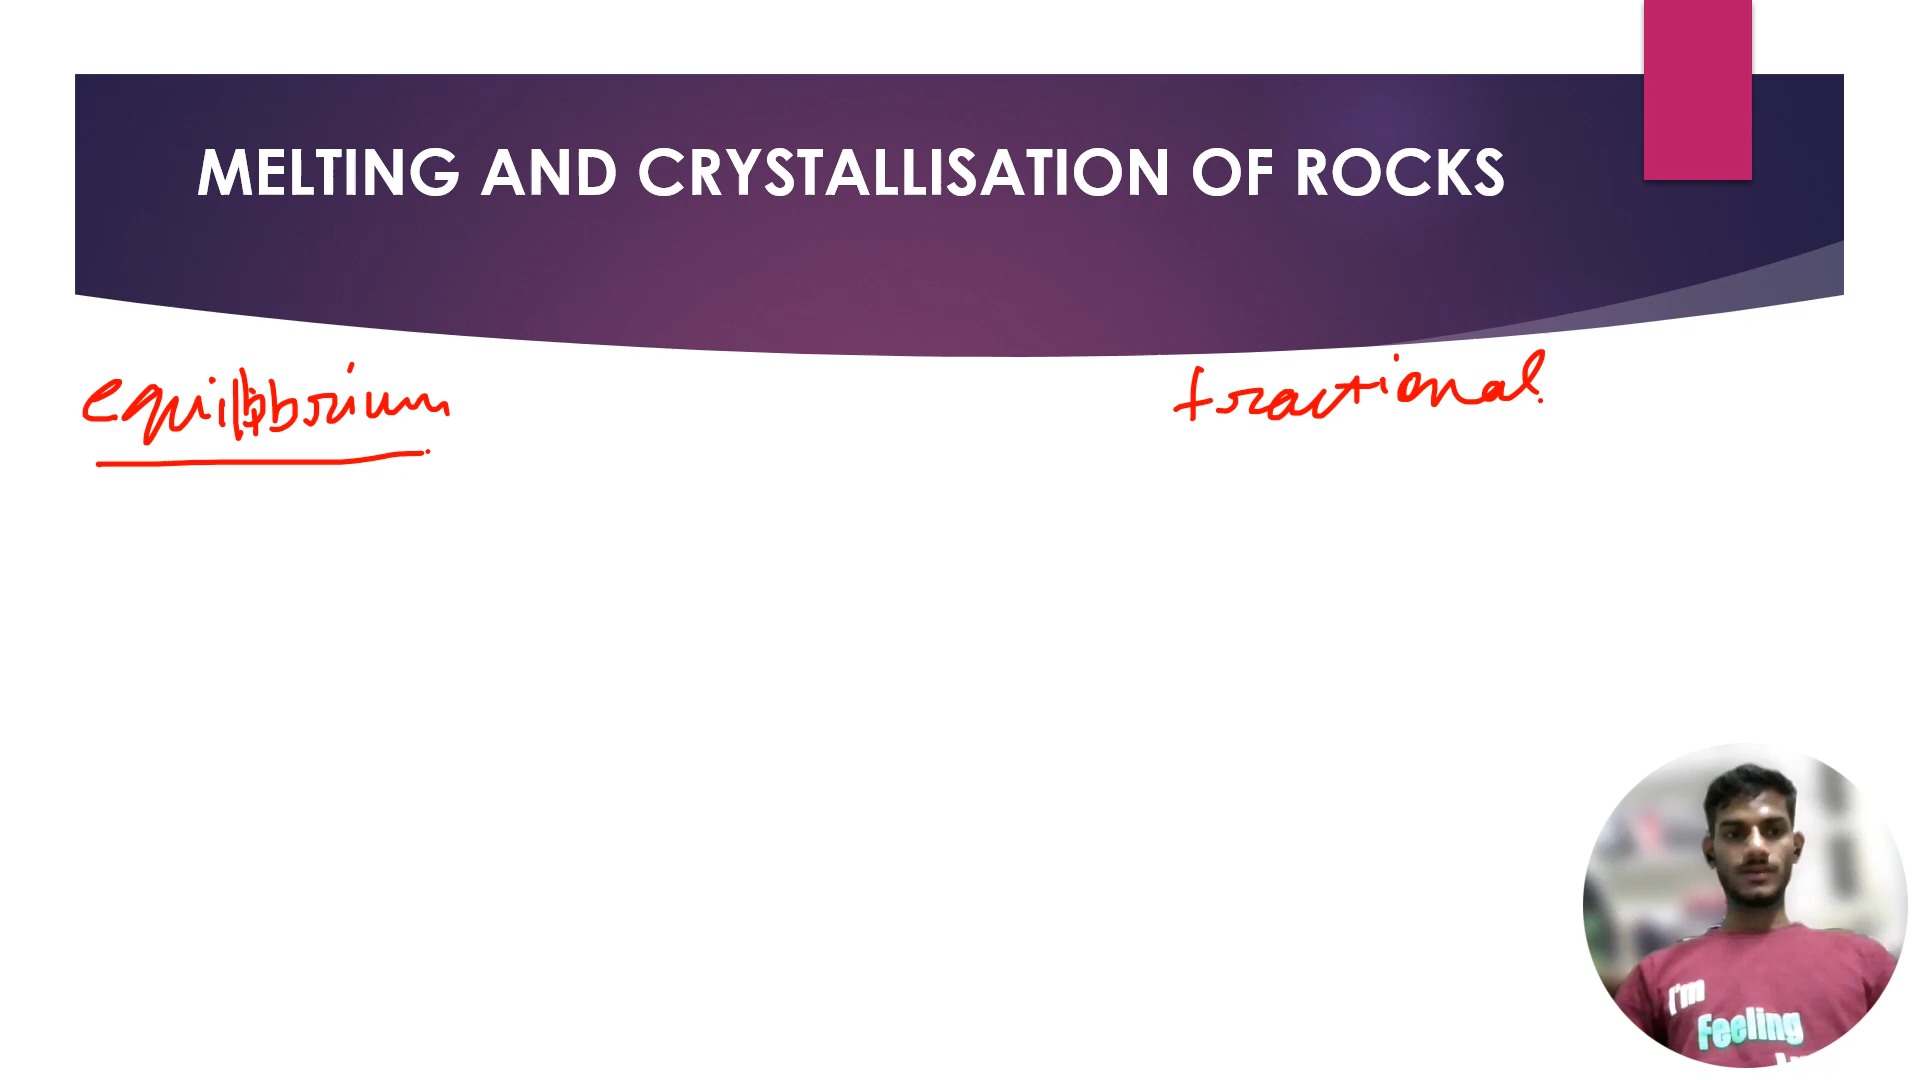 MELTING AND CRYSTALLISATION OF ROCKS
equilibrium
fractional
I'm
Feeling